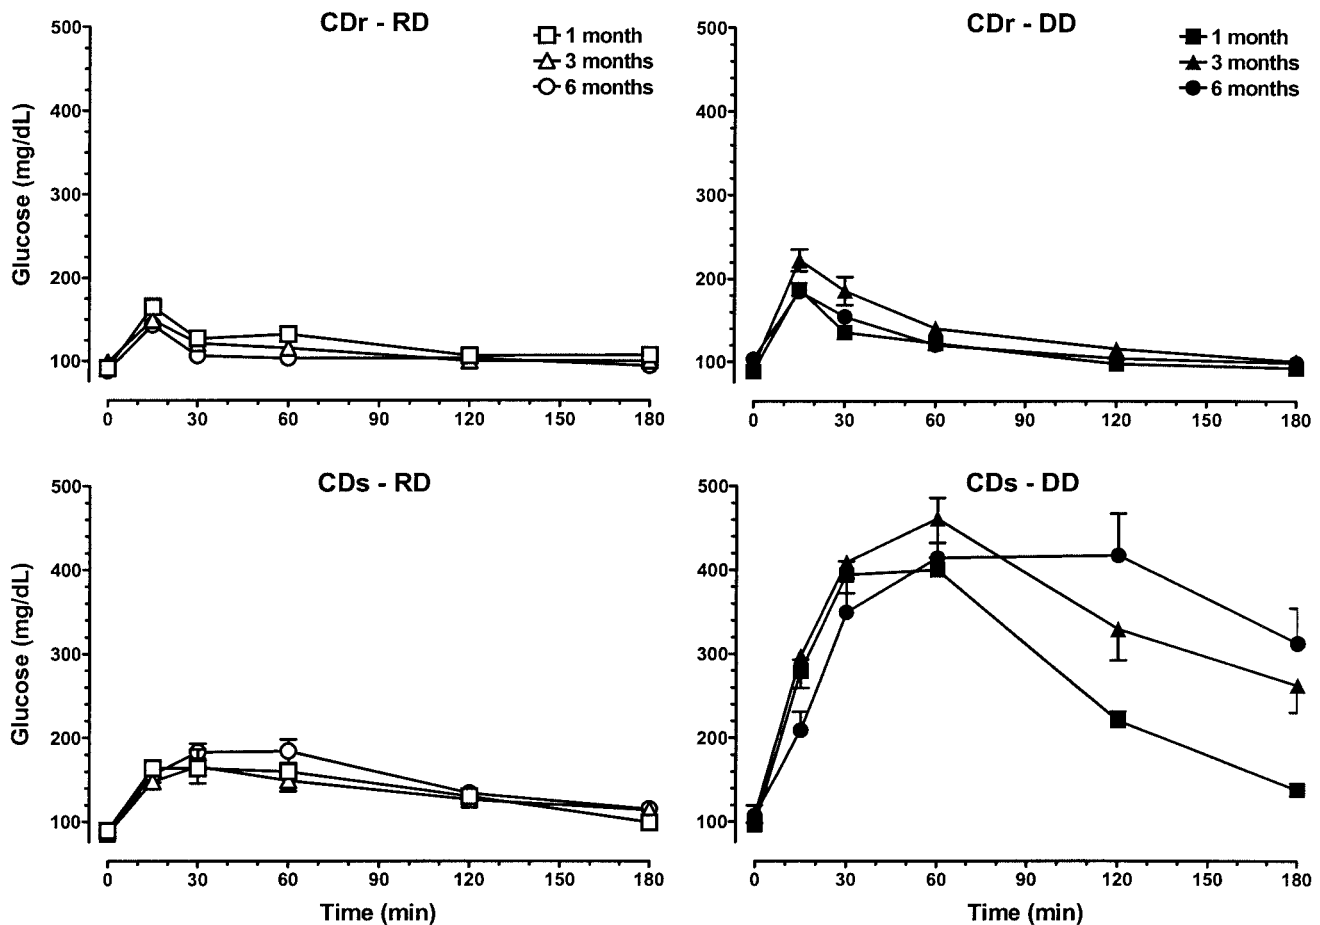 CDr - RD
1 month
3 months
6 months
Glucose (mg/dL)
500
400
300
200
100
0 30 60 90 120 150 180
CDr - DD
1 month
3 months
6 months
500
400
300
200
100
0 30 60 90 120 150 180
CDs - RD
Glucose (mg/dL)
500
400
300
200
100
0 30 60 90 120 150 180
Time (min)
CDs - DD
500
400
300
200
100
0 30 60 90 120 150 180
Time (min)